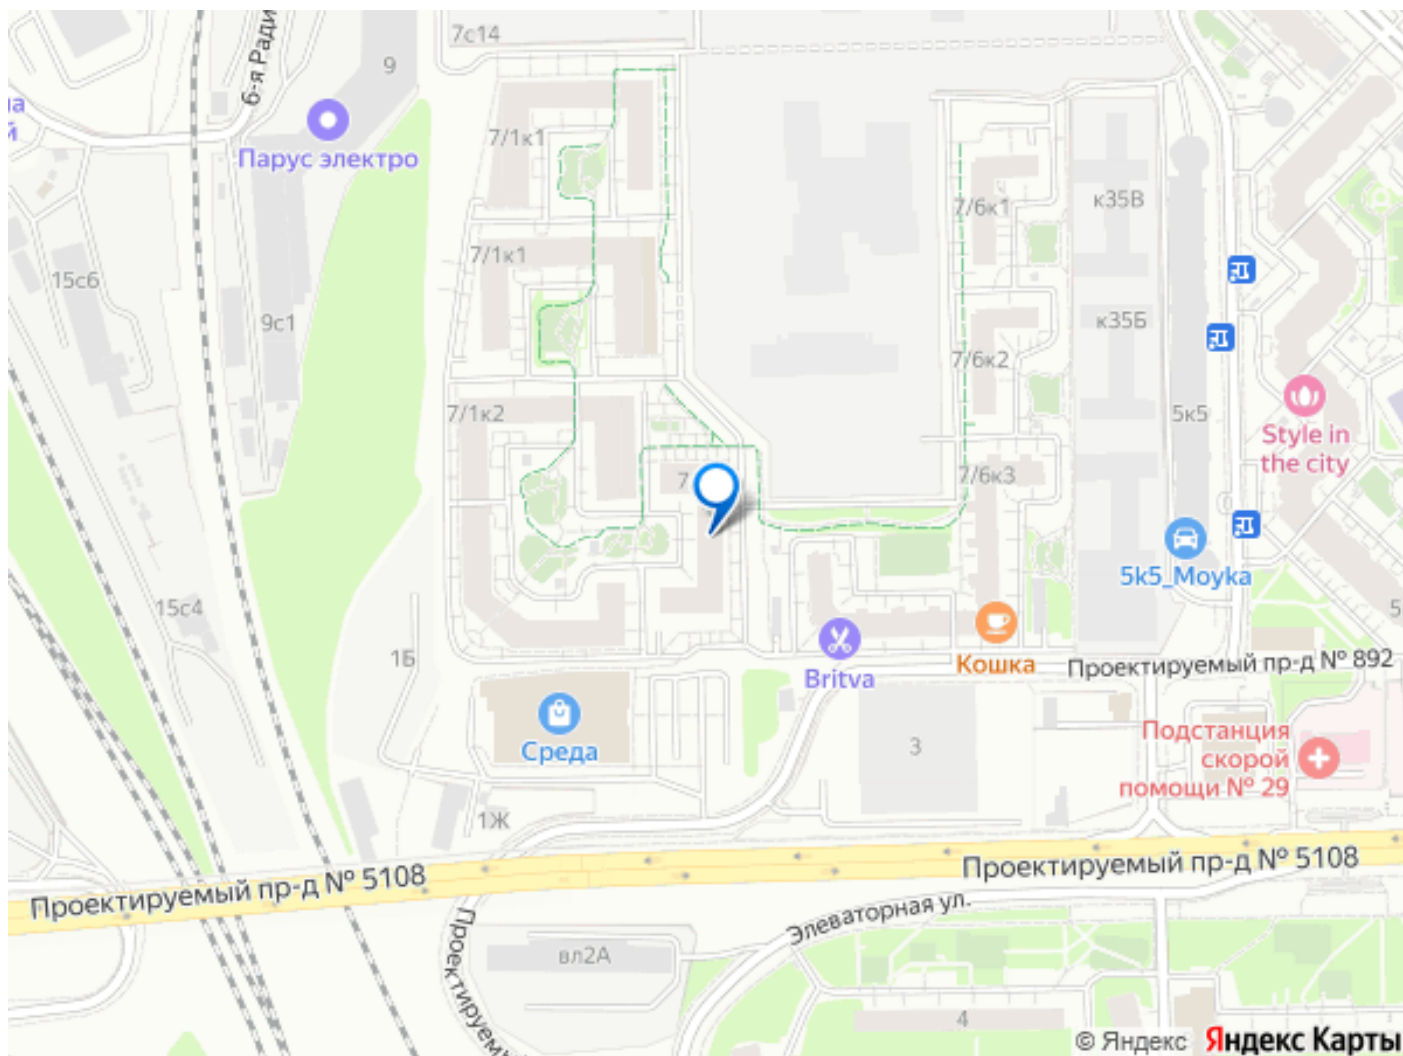 7с14
9
6-я Ради
Парус электро
7/1к1
к35В
7/6к1
7/1к1
15с6
9с1
к35Б
7/6к2
7/1к2
5к5
Style in
the city
7/6к3
7
5k5_Moyka
15с4
5
1Б
Кошка
Проектируемый пр-д № 892
Britva
Среда
3
Подстанция
скорой
помощи № 29
1Ж
Проектируемый пр-д № 5108
Проектируемый пр-д № 5108
Элеваторная ул.
Проектируемы
вл2А
4
© Яндекс Яндекс Карты